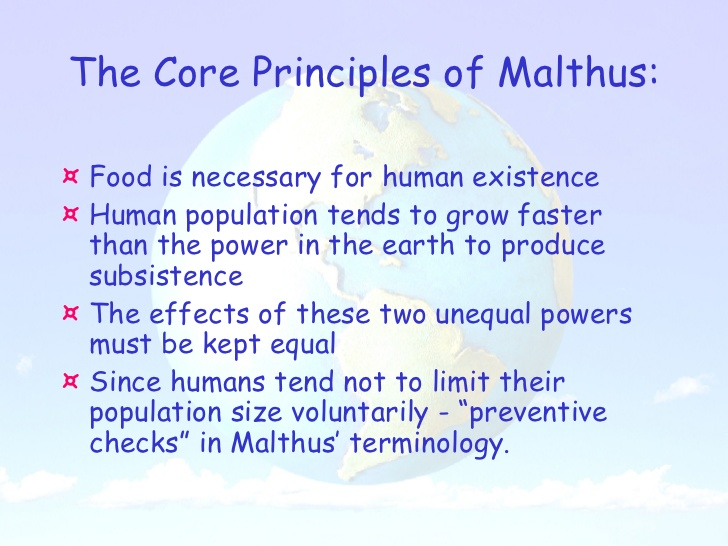 The Core Principles of Malthus:
¤ Food is necessary for human existence
¤ Human population tends to grow faster
than the power in the earth to produce
subsistence
¤ The effects of these two unequal powers
must be kept equal
¤ Since humans tend not to limit their
population size voluntarily - “preventive
checks” in Malthus’ terminology.